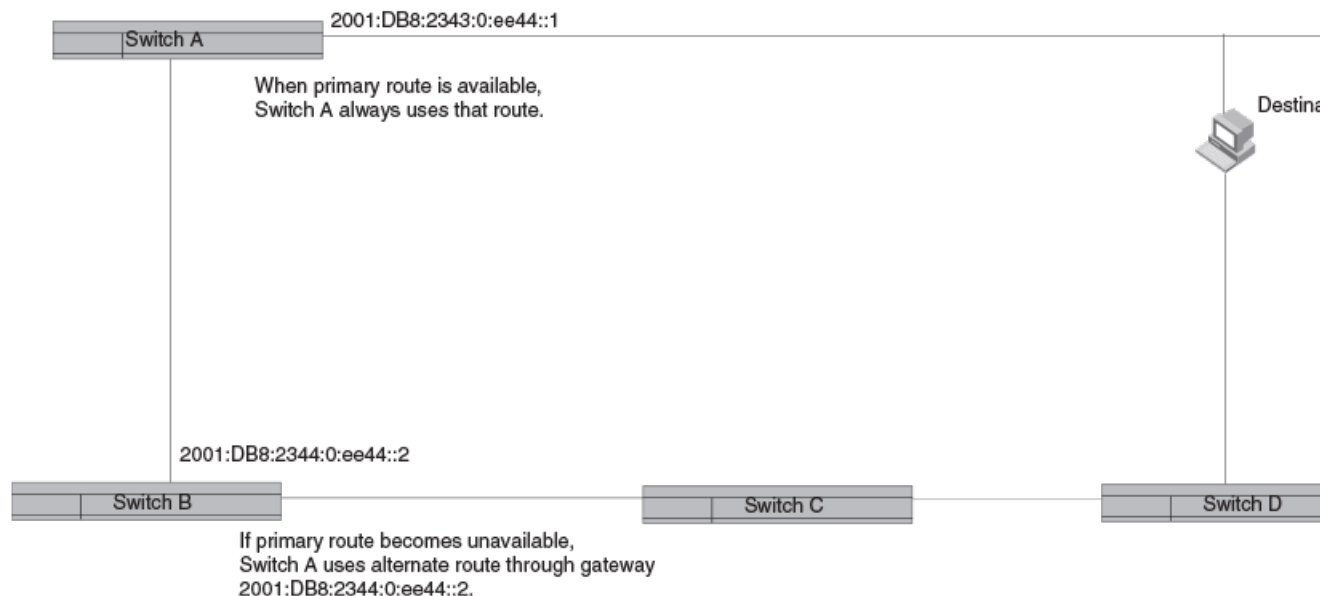 2001:DB8:2343:0:ee44::1
Switch A
When primary route is available,
Switch A always uses that route.
Destina
2001:DB8:2344:0:ee44::2
Switch B
Switch C
Switch D
If primary route becomes unavailable,
Switch A uses alternate route through gateway
2001:DB8:2344:0:ee44::2.